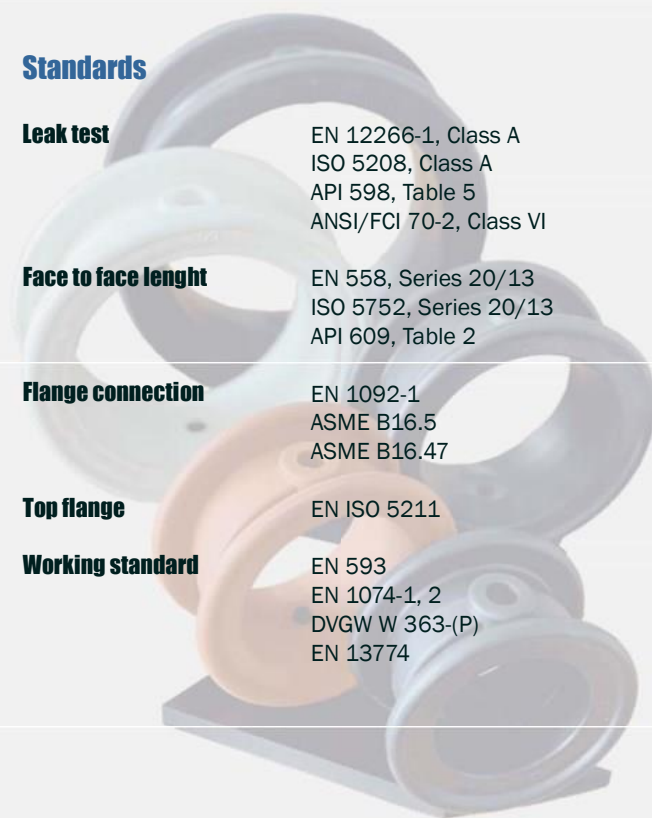 Standards
Leak test EN 12266-1, Class A
ISO 5208, Class A
API 598, Table 5
ANSI/FCI 70-2, Class VI
Face to face lenght EN 558, Series 20/13
ISO 5752, Series 20/13
API 609, Table 2
Flange connection EN 1092-1
ASME B16.5
ASME B16.47
Top flange EN ISO 5211
Working standard EN 593
EN 1074-1, 2
DVGW W 363-(P)
EN 13774